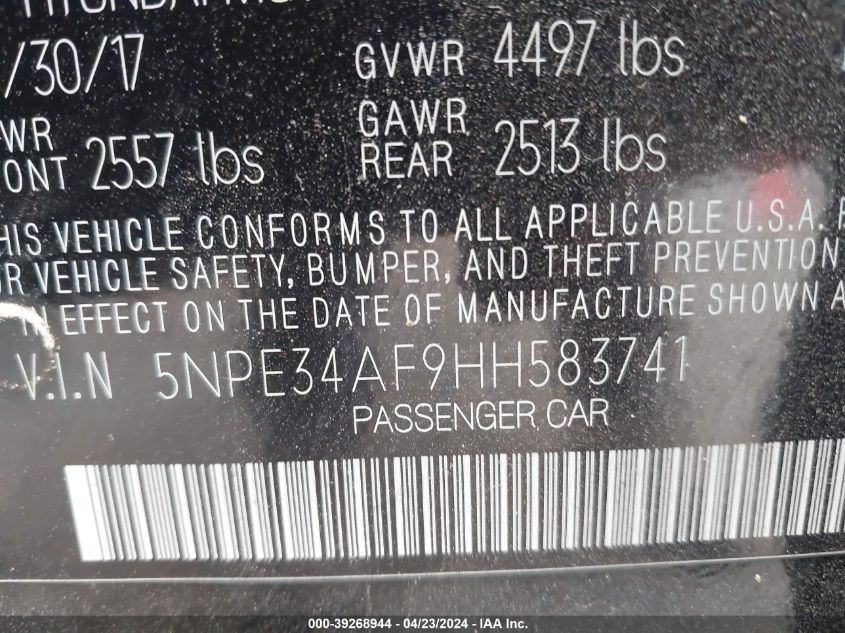 /30/17 GVWR 4497 lbs
WR 2557 lbs GAWR REAR 2513 lbs
ONT
HIS VEHICLE CONFORMS TO ALL APPLICABLE U.S.A. F
OR VEHICLE SAFETY, BUMPER, AND THEFT PREVENTION
IN EFFECT ON THE DATE OF MANUFACTURE SHOWN A
V.I.N 5NPE34AF9HH583741
PASSENGER CAR
000-39268944 - 04/23/2024 - IAA Inc.